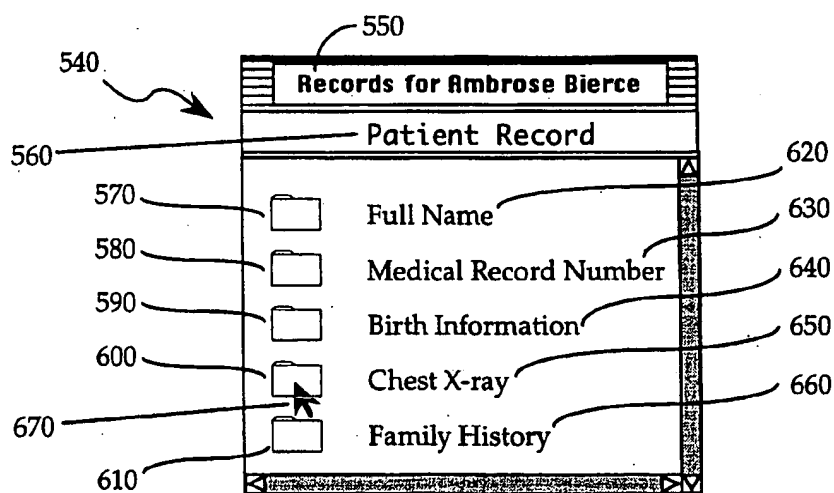 550
540
Records for Ambrose Bierce
560
Patient Record
570
Full Name
620
580
Medical Record Number
630
590
Birth Information
640
600
Chest X-ray
650
670
Family History
660
610